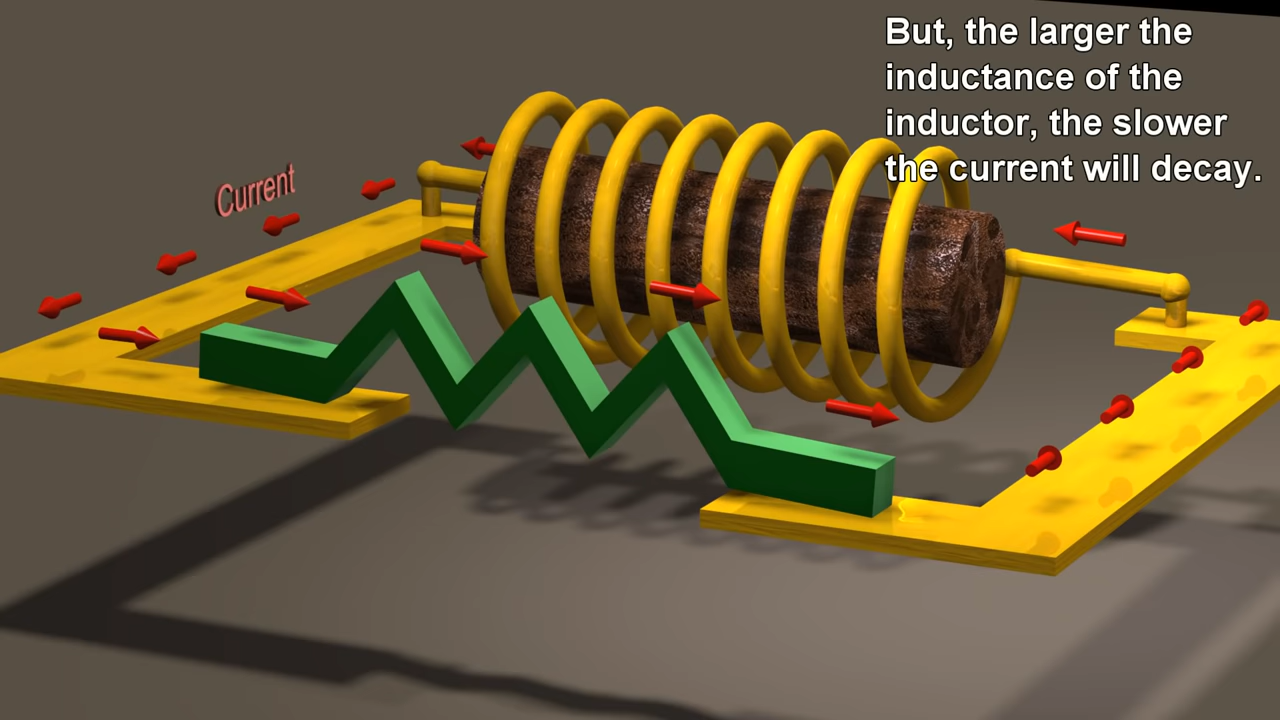 But, the larger the
inductance of the
inductor, the slower
the current will decay.
Current